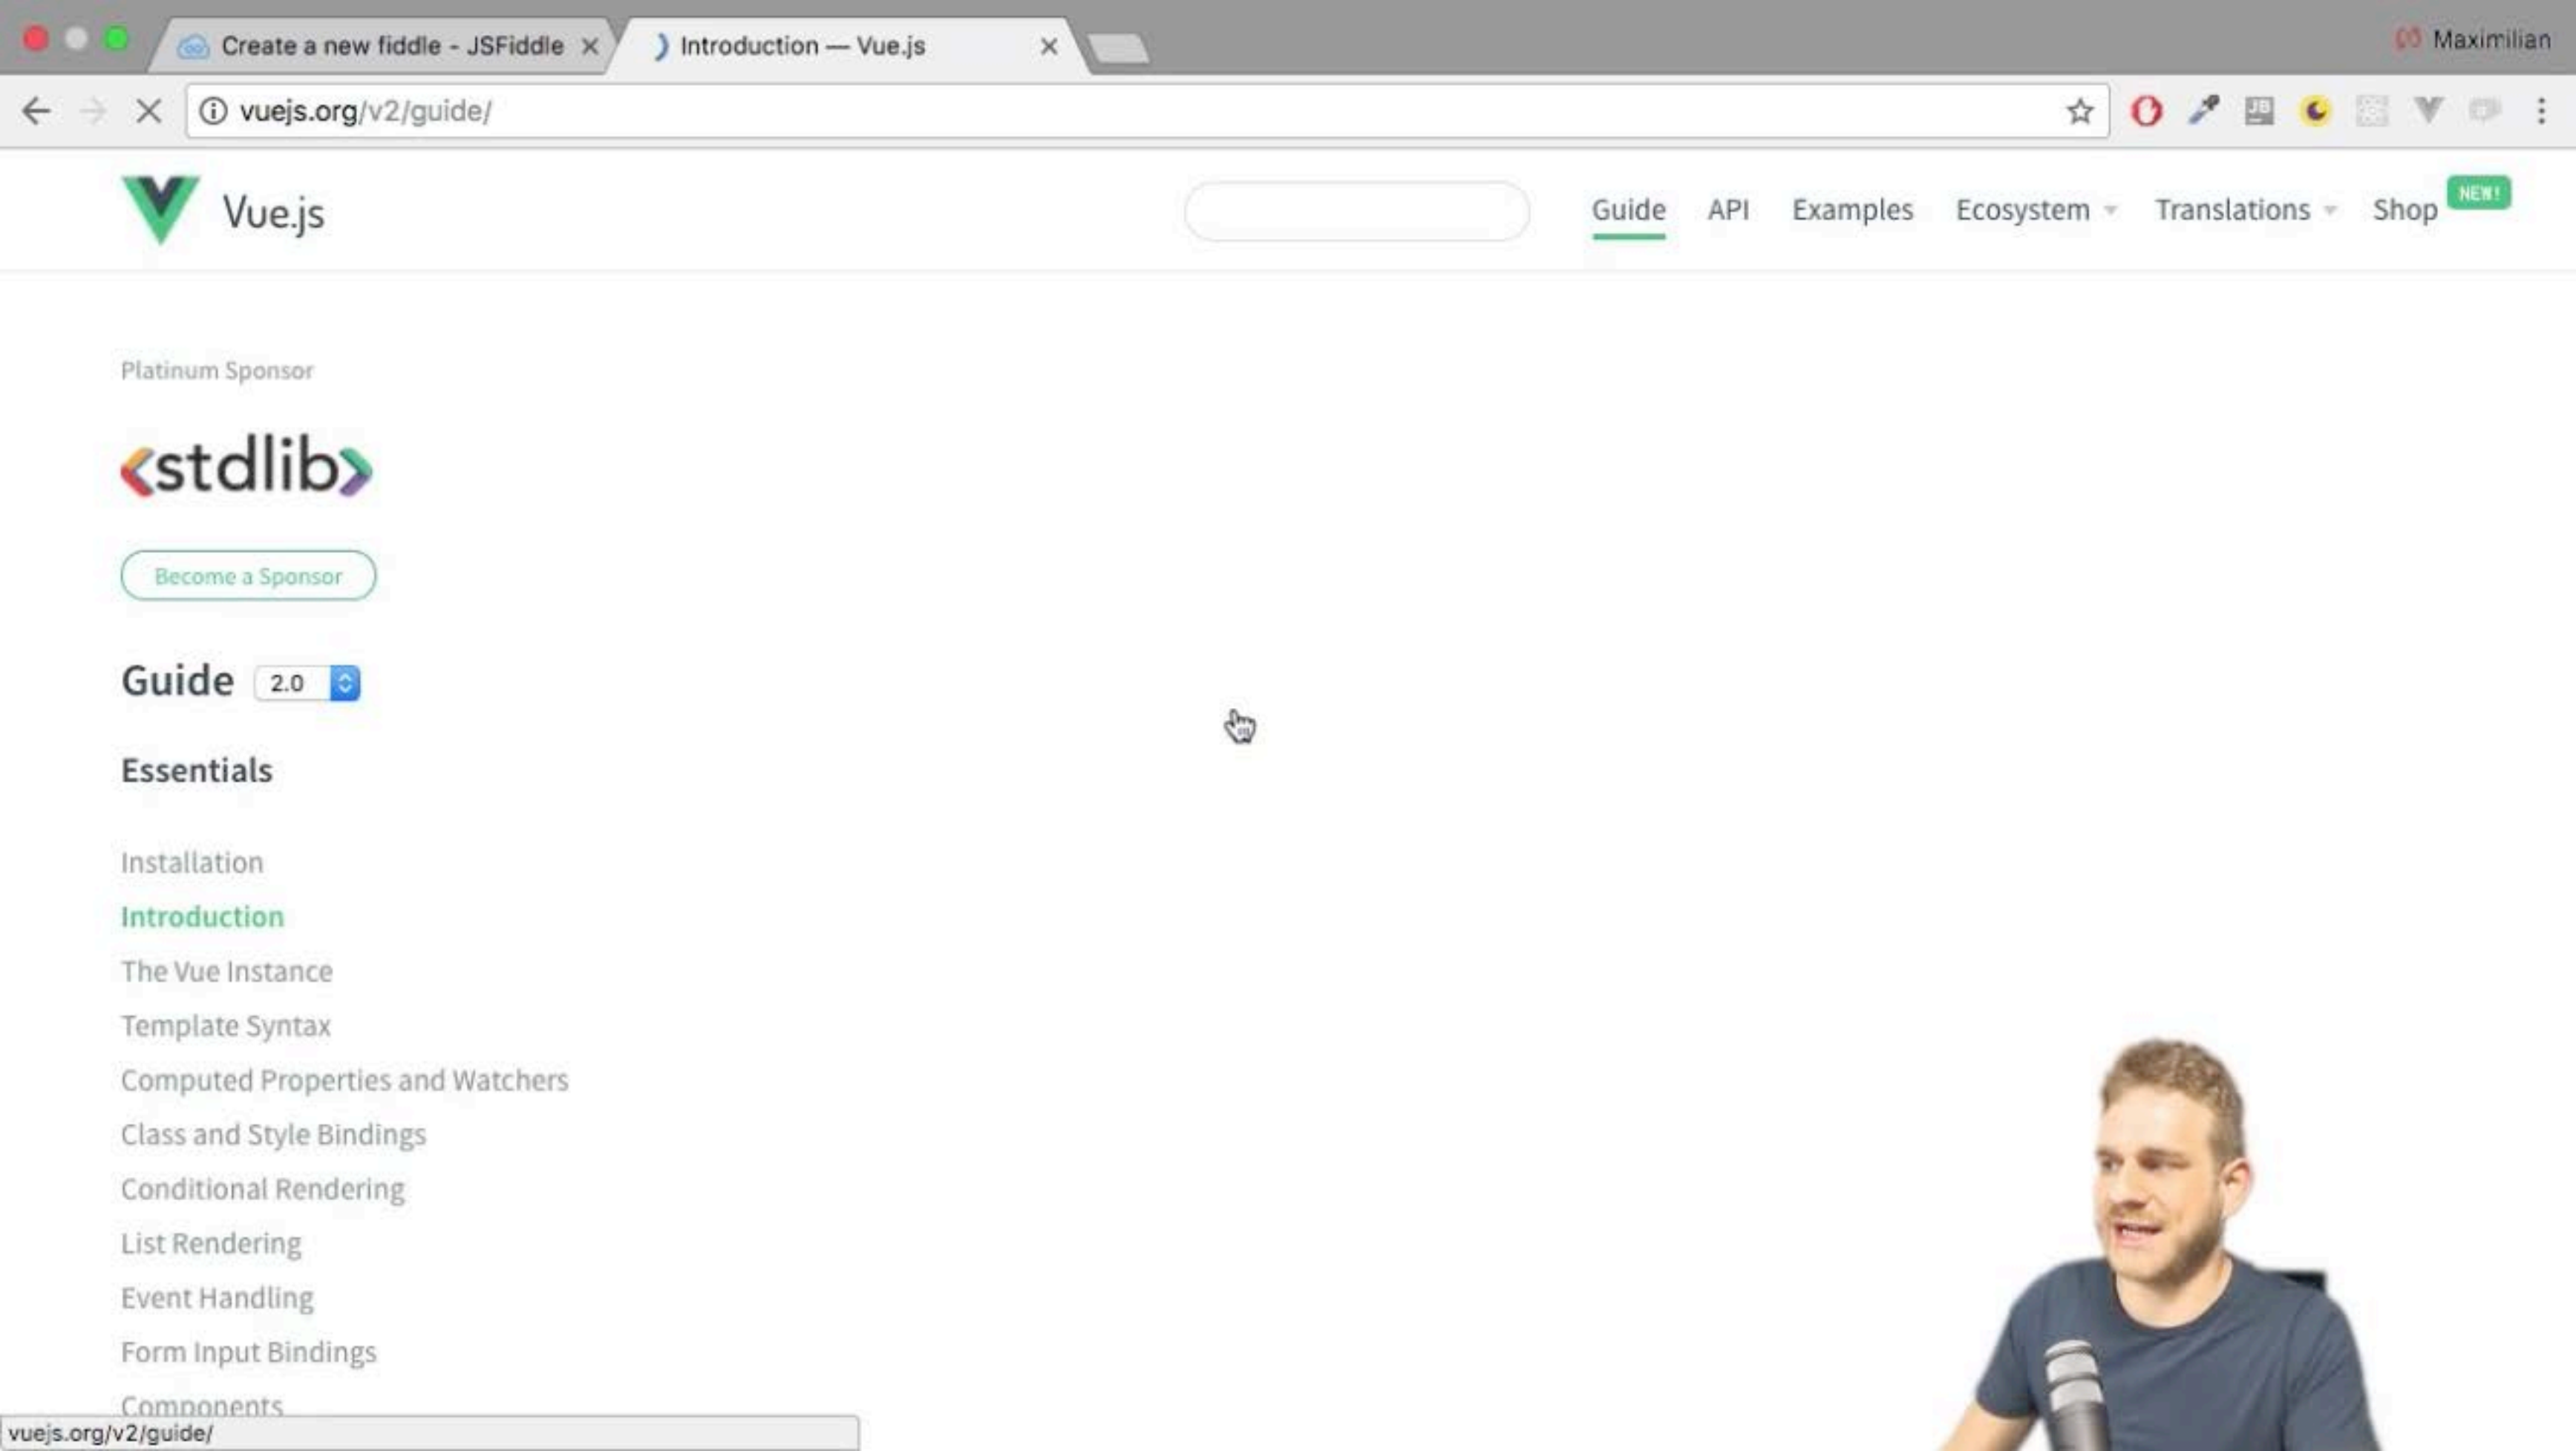 Create a new fiddle - JSFiddle
Introduction — Vue.js
Maximilian
vuejs.org/v2/guide/
JB
Vue.js
Guide
API
Examples
Ecosystem
Translations
Shop
NEW!
Platinum Sponsor
<stdlib>
Become a Sponsor
Guide 2.0
Essentials
Installation
Introduction
The Vue Instance
Template Syntax
Computed Properties and Watchers
Class and Style Bindings
Conditional Rendering
List Rendering
Event Handling
Form Input Bindings
Components
vuejs.org/v2/guide/